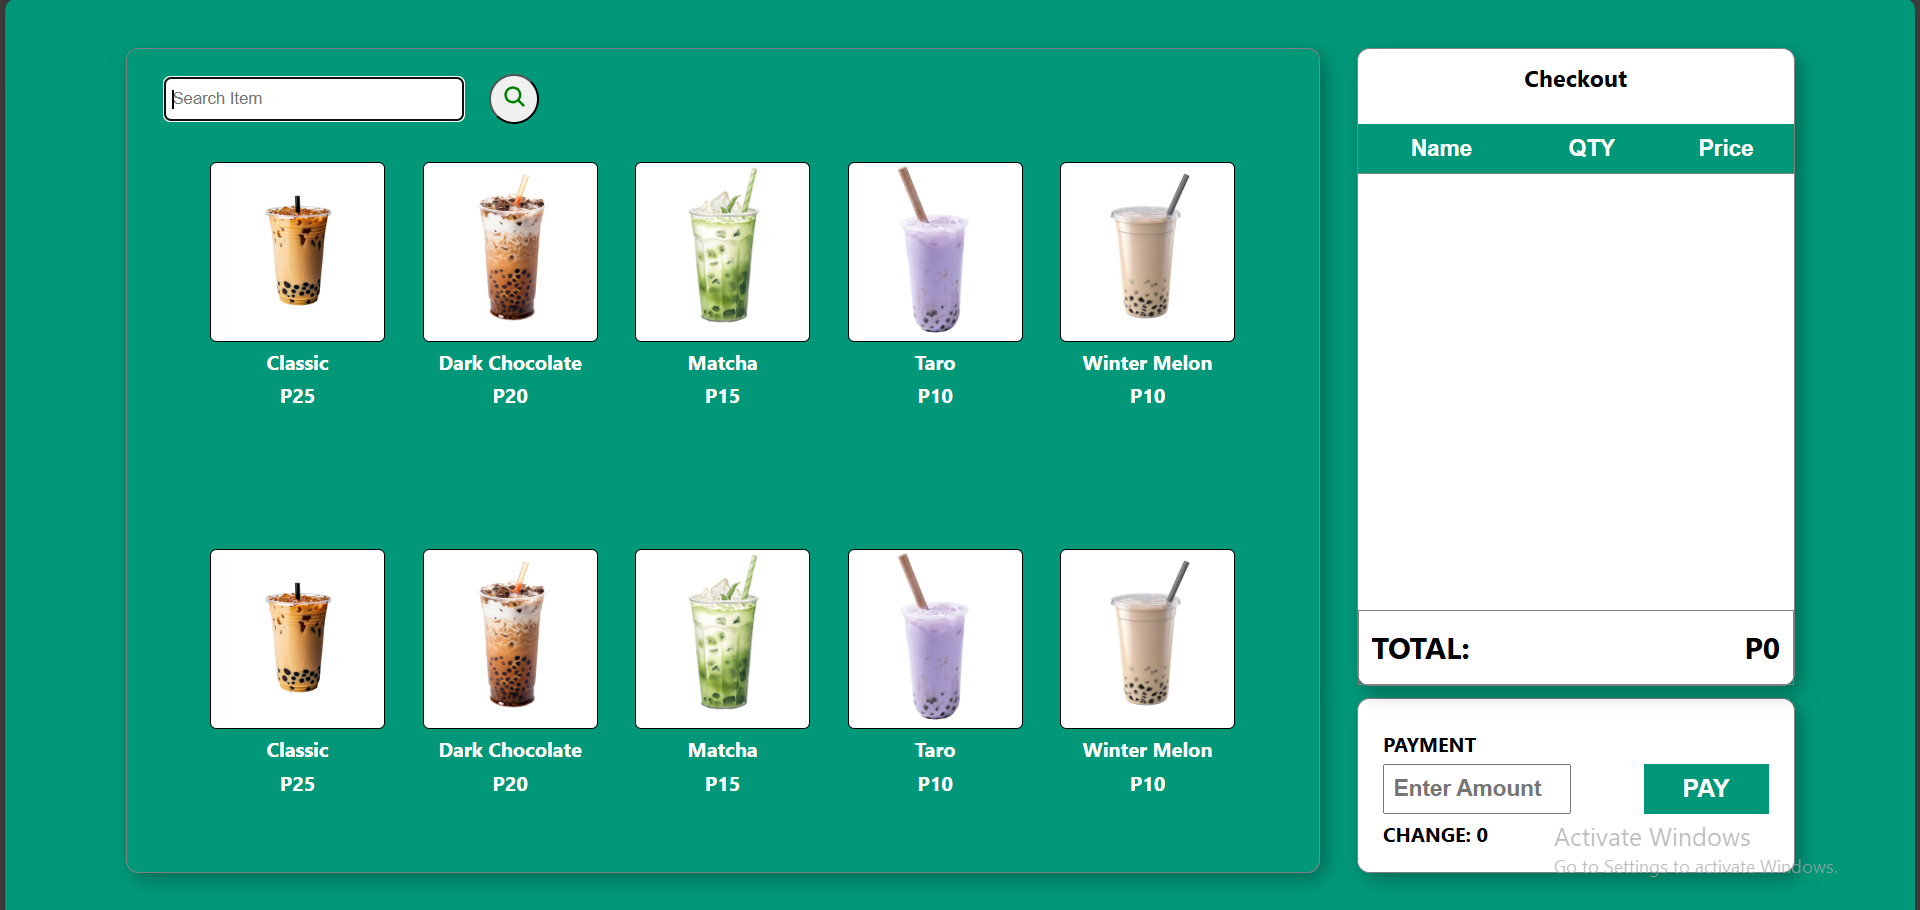 Search Item
Classic
P25
Dark Chocolate
P20
Matcha
P15
Taro
P10
Winter Melon
P10
Classic
P25
Dark Chocolate
P20
Matcha
P15
Taro
P10
Winter Melon
P10
Checkout
Name QTY Price
TOTAL: P0
PAYMENT
Enter Amount PAY
CHANGE: 0
Activate Windows
Go to Settings to activate Windows.